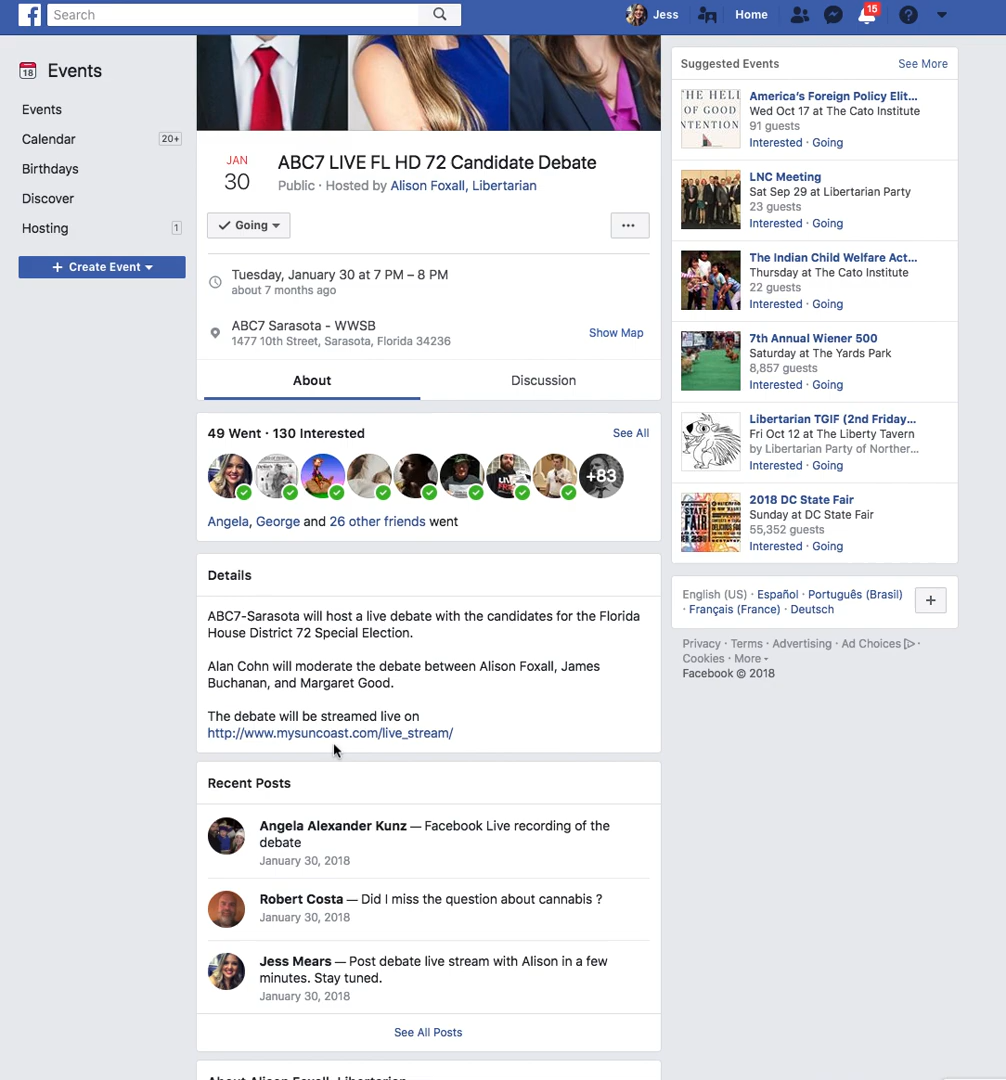 f
Search
Jess
Home
15
18
Events
Events
Calendar
20+
Birthdays
Discover
Hosting
1
+ Create Event
JAN
30
ABC7 LIVE FL HD 72 Candidate Debate
Public · Hosted by Alison Foxall, Libertarian
Going
Tuesday, January 30 at 7 PM – 8 PM
about 7 months ago
ABC7 Sarasota - WWSB
1477 10th Street, Sarasota, Florida 34236
Show Map
About
Discussion
49 Went · 130 Interested
See All
+83
Angela, George and 26 other friends went
Details
ABC7-Sarasota will host a live debate with the candidates for the Florida
House District 72 Special Election.
Alan Cohn will moderate the debate between Alison Foxall, James
Buchanan, and Margaret Good.
The debate will be streamed live on
http://www.mysuncoast.com/live_stream/
Recent Posts
Angela Alexander Kunz — Facebook Live recording of the
debate
January 30, 2018
Robert Costa — Did I miss the question about cannabis ?
January 30, 2018
Jess Mears — Post debate live stream with Alison in a few
minutes. Stay tuned.
January 30, 2018
See All Posts
About Alison Foxall, Libertarian
Suggested Events
See More
THE HELL
OF GOOD
NTENTION
America's Foreign Policy Elit...
Wed Oct 17 at The Cato Institute
91 guests
Interested · Going
LNC Meeting
Sat Sep 29 at Libertarian Party
23 guests
Interested · Going
The Indian Child Welfare Act...
Thursday at The Cato Institute
22 guests
Interested · Going
7th Annual Wiener 500
Saturday at The Yards Park
8,857 guests
Interested · Going
Libertarian TGIF (2nd Friday...
Fri Oct 12 at The Liberty Tavern
by Libertarian Party of Norther...
Interested · Going
STATE
FAIR
2018 DC State Fair
Sunday at DC State Fair
55,352 guests
Interested · Going
English (US) · Español · Português (Brasil)
· Français (France) · Deutsch
+
Privacy · Terms · Advertising · Ad Choices ·
Cookies · More
Facebook © 2018